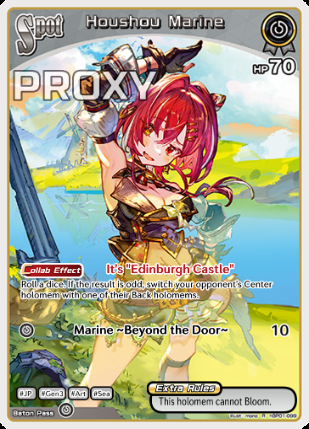 Spot
Houshou Marine
HP 70
PROXY
Collab Effect
It's "Edinburgh Castle"
Roll a dice. If the result is odd, switch your opponent's Center
holomem with one of their Back holomems.
Marine ~Beyond the Door~ 10
#JP #Gen3 #Art #Sea
Extra Rules
This holomem cannot Bloom.
Baton Pass